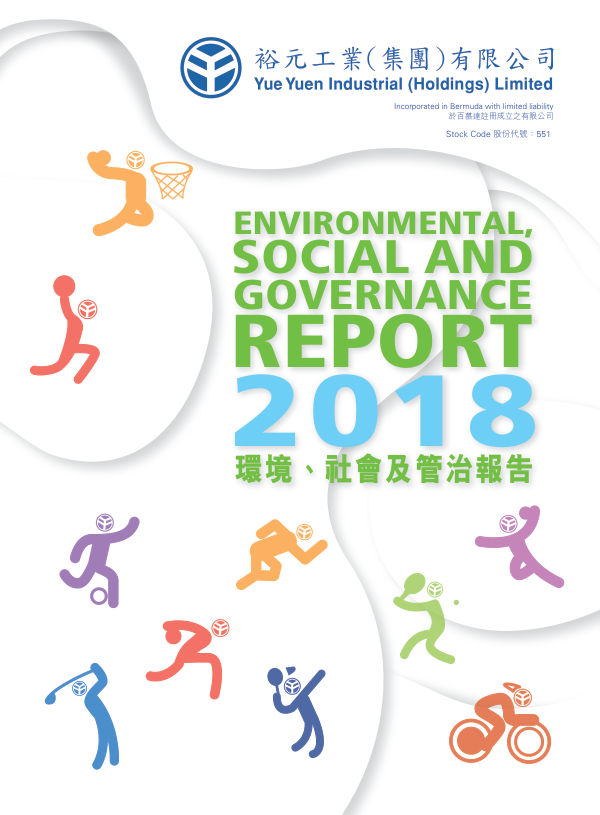 裕元工業(集團)有限公司
Yue Yuen Industrial (Holdings) Limited
Incorporated in Bermuda with limited liability
於百慕達註冊成立之有限公司
Stock Code 股份代號：551
ENVIRONMENTAL,
SOCIAL AND
GOVERNANCE
REPORT
2018
環境、社會及管治報告